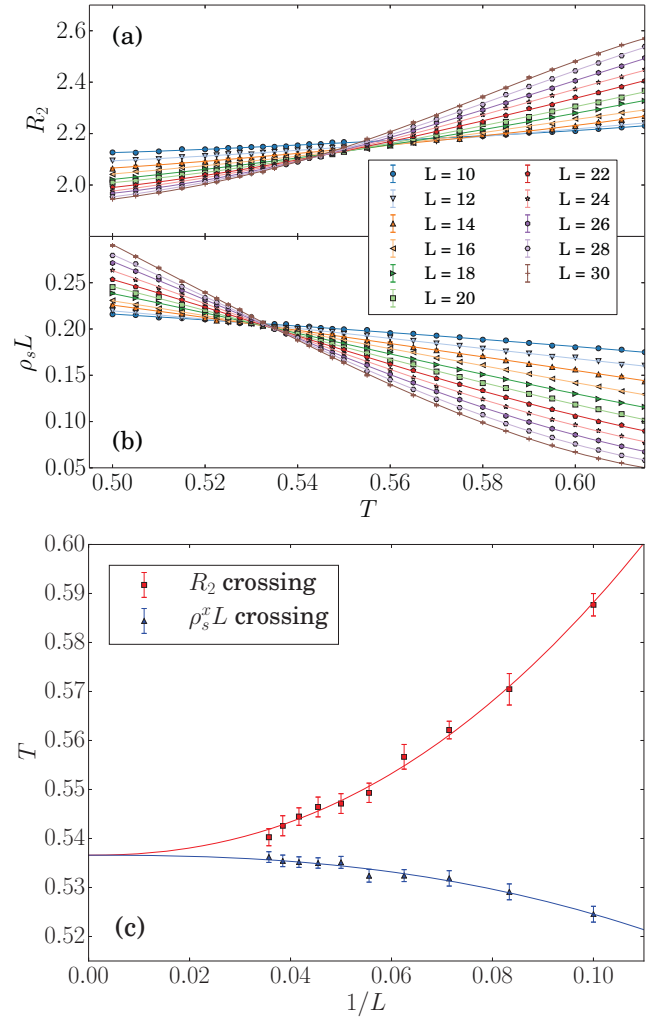 (a)
R₂
2.6
2.4
2.2
2.0
L = 10
L = 12
L = 14
L = 16
L = 18
L = 20
L = 22
L = 24
L = 26
L = 28
L = 30
(b)
ρₛL
0.25
0.20
0.15
0.10
0.05
0.50 0.52 0.54 0.56 0.58 0.60
T
R₂ crossing
ρₛˣL crossing
(c)
T
0.60
0.59
0.58
0.57
0.56
0.55
0.54
0.53
0.52
0.00 0.02 0.04 0.06 0.08 0.10
1/L